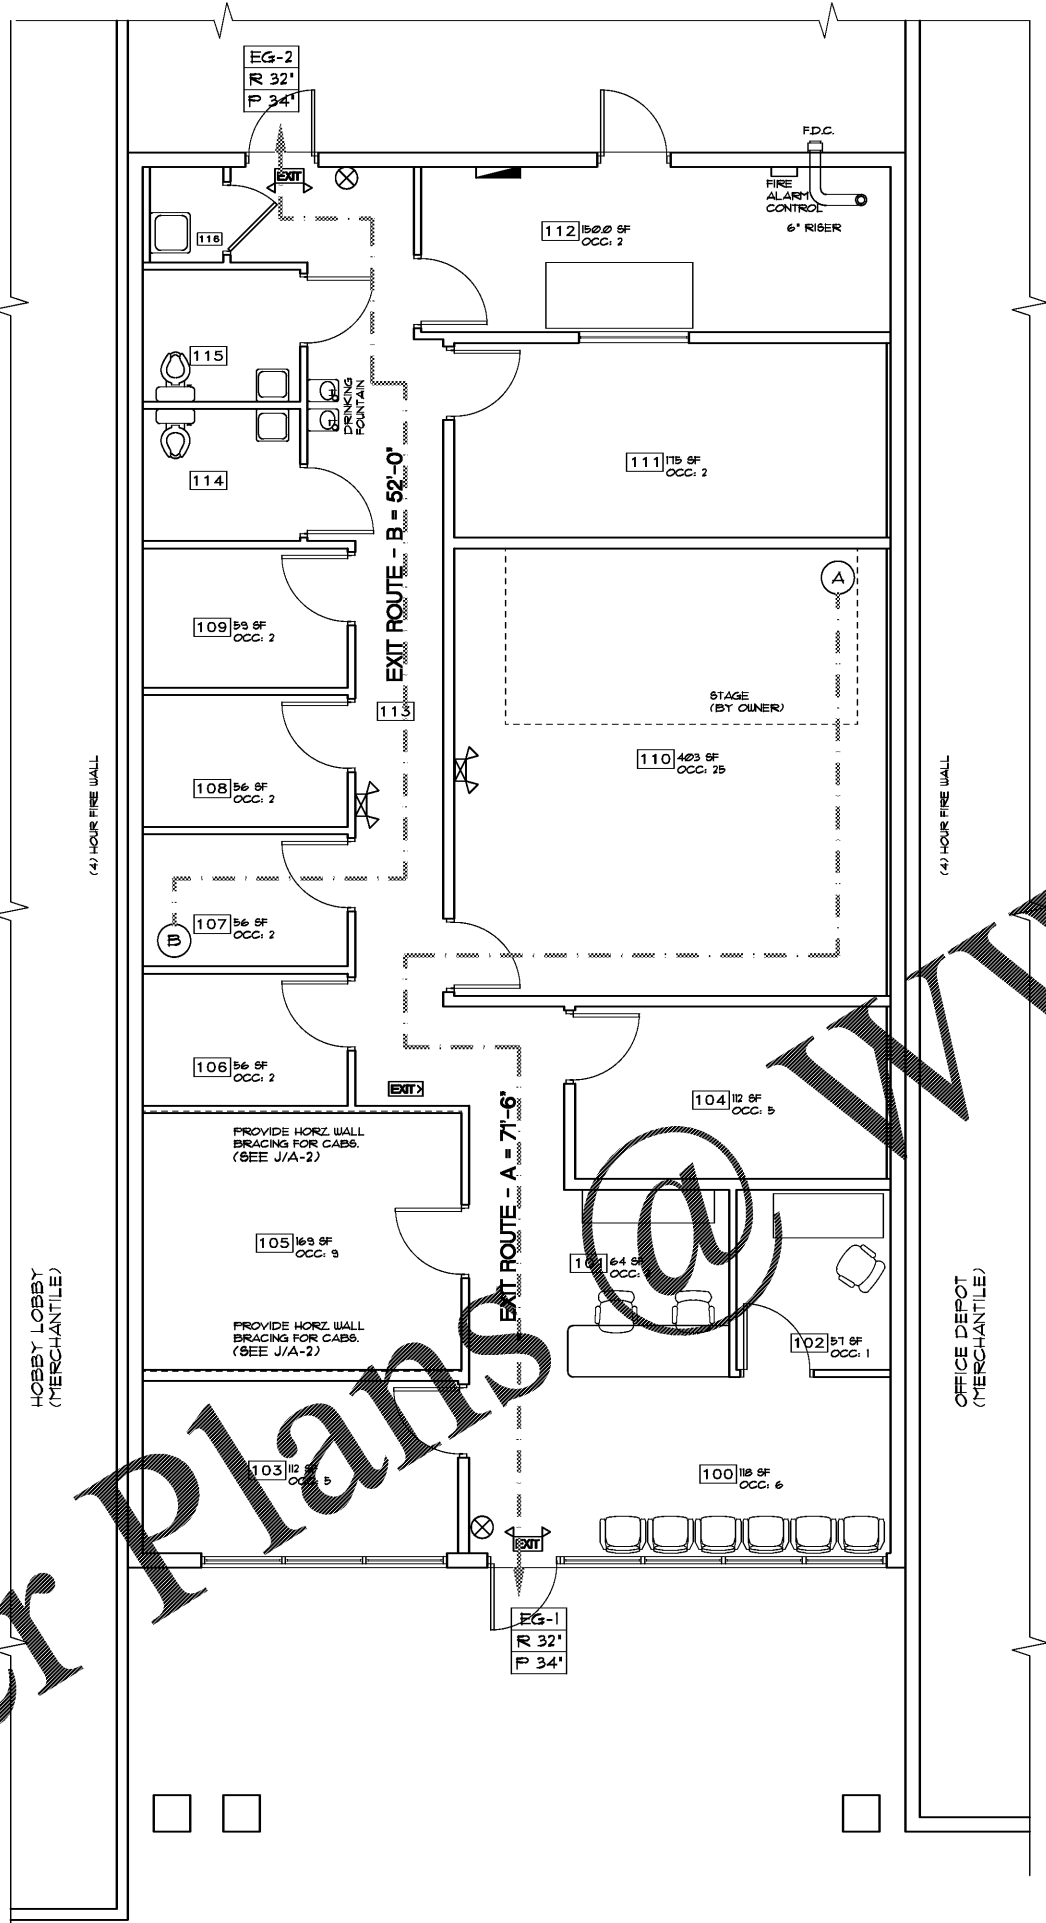 EG-2
R 32"
P 34"
EXIT
F.D.C.
FIRE
ALARM
CONTROL
6" RISER
116
112 150.0 SF
OCC: 2
115
DRINKING
FOUNTAIN
114
111 175 SF
OCC: 2
EXIT ROUTE - B = 52'-0"
A
109 59 SF
OCC: 2
STAGE
(BY OWNER)
113
110 403 SF
OCC: 25
108 56 SF
OCC: 2
(4) HOUR FIRE WALL
(4) HOUR FIRE WALL
107 56 SF
OCC: 2
B
106 56 SF
OCC: 2
EXIT>
104 112 SF
OCC: 5
PROVIDE HORZ. WALL
BRACING FOR CABS.
(SEE J/A-2)
EXIT ROUTE - A = 71'-6"
105 169 SF
OCC: 9
101 64 SF
OCC:
PROVIDE HORZ. WALL
BRACING FOR CABS.
(SEE J/A-2)
102 57 SF
OCC: 1
HOBBY LOBBY
(MERCHANTILE)
OFFICE DEPOT
(MERCHANTILE)
103 112 SF
OCC: 5
100 118 SF
OCC: 6
EXIT
EG-1
R 32"
P 34"
er Plans @ W